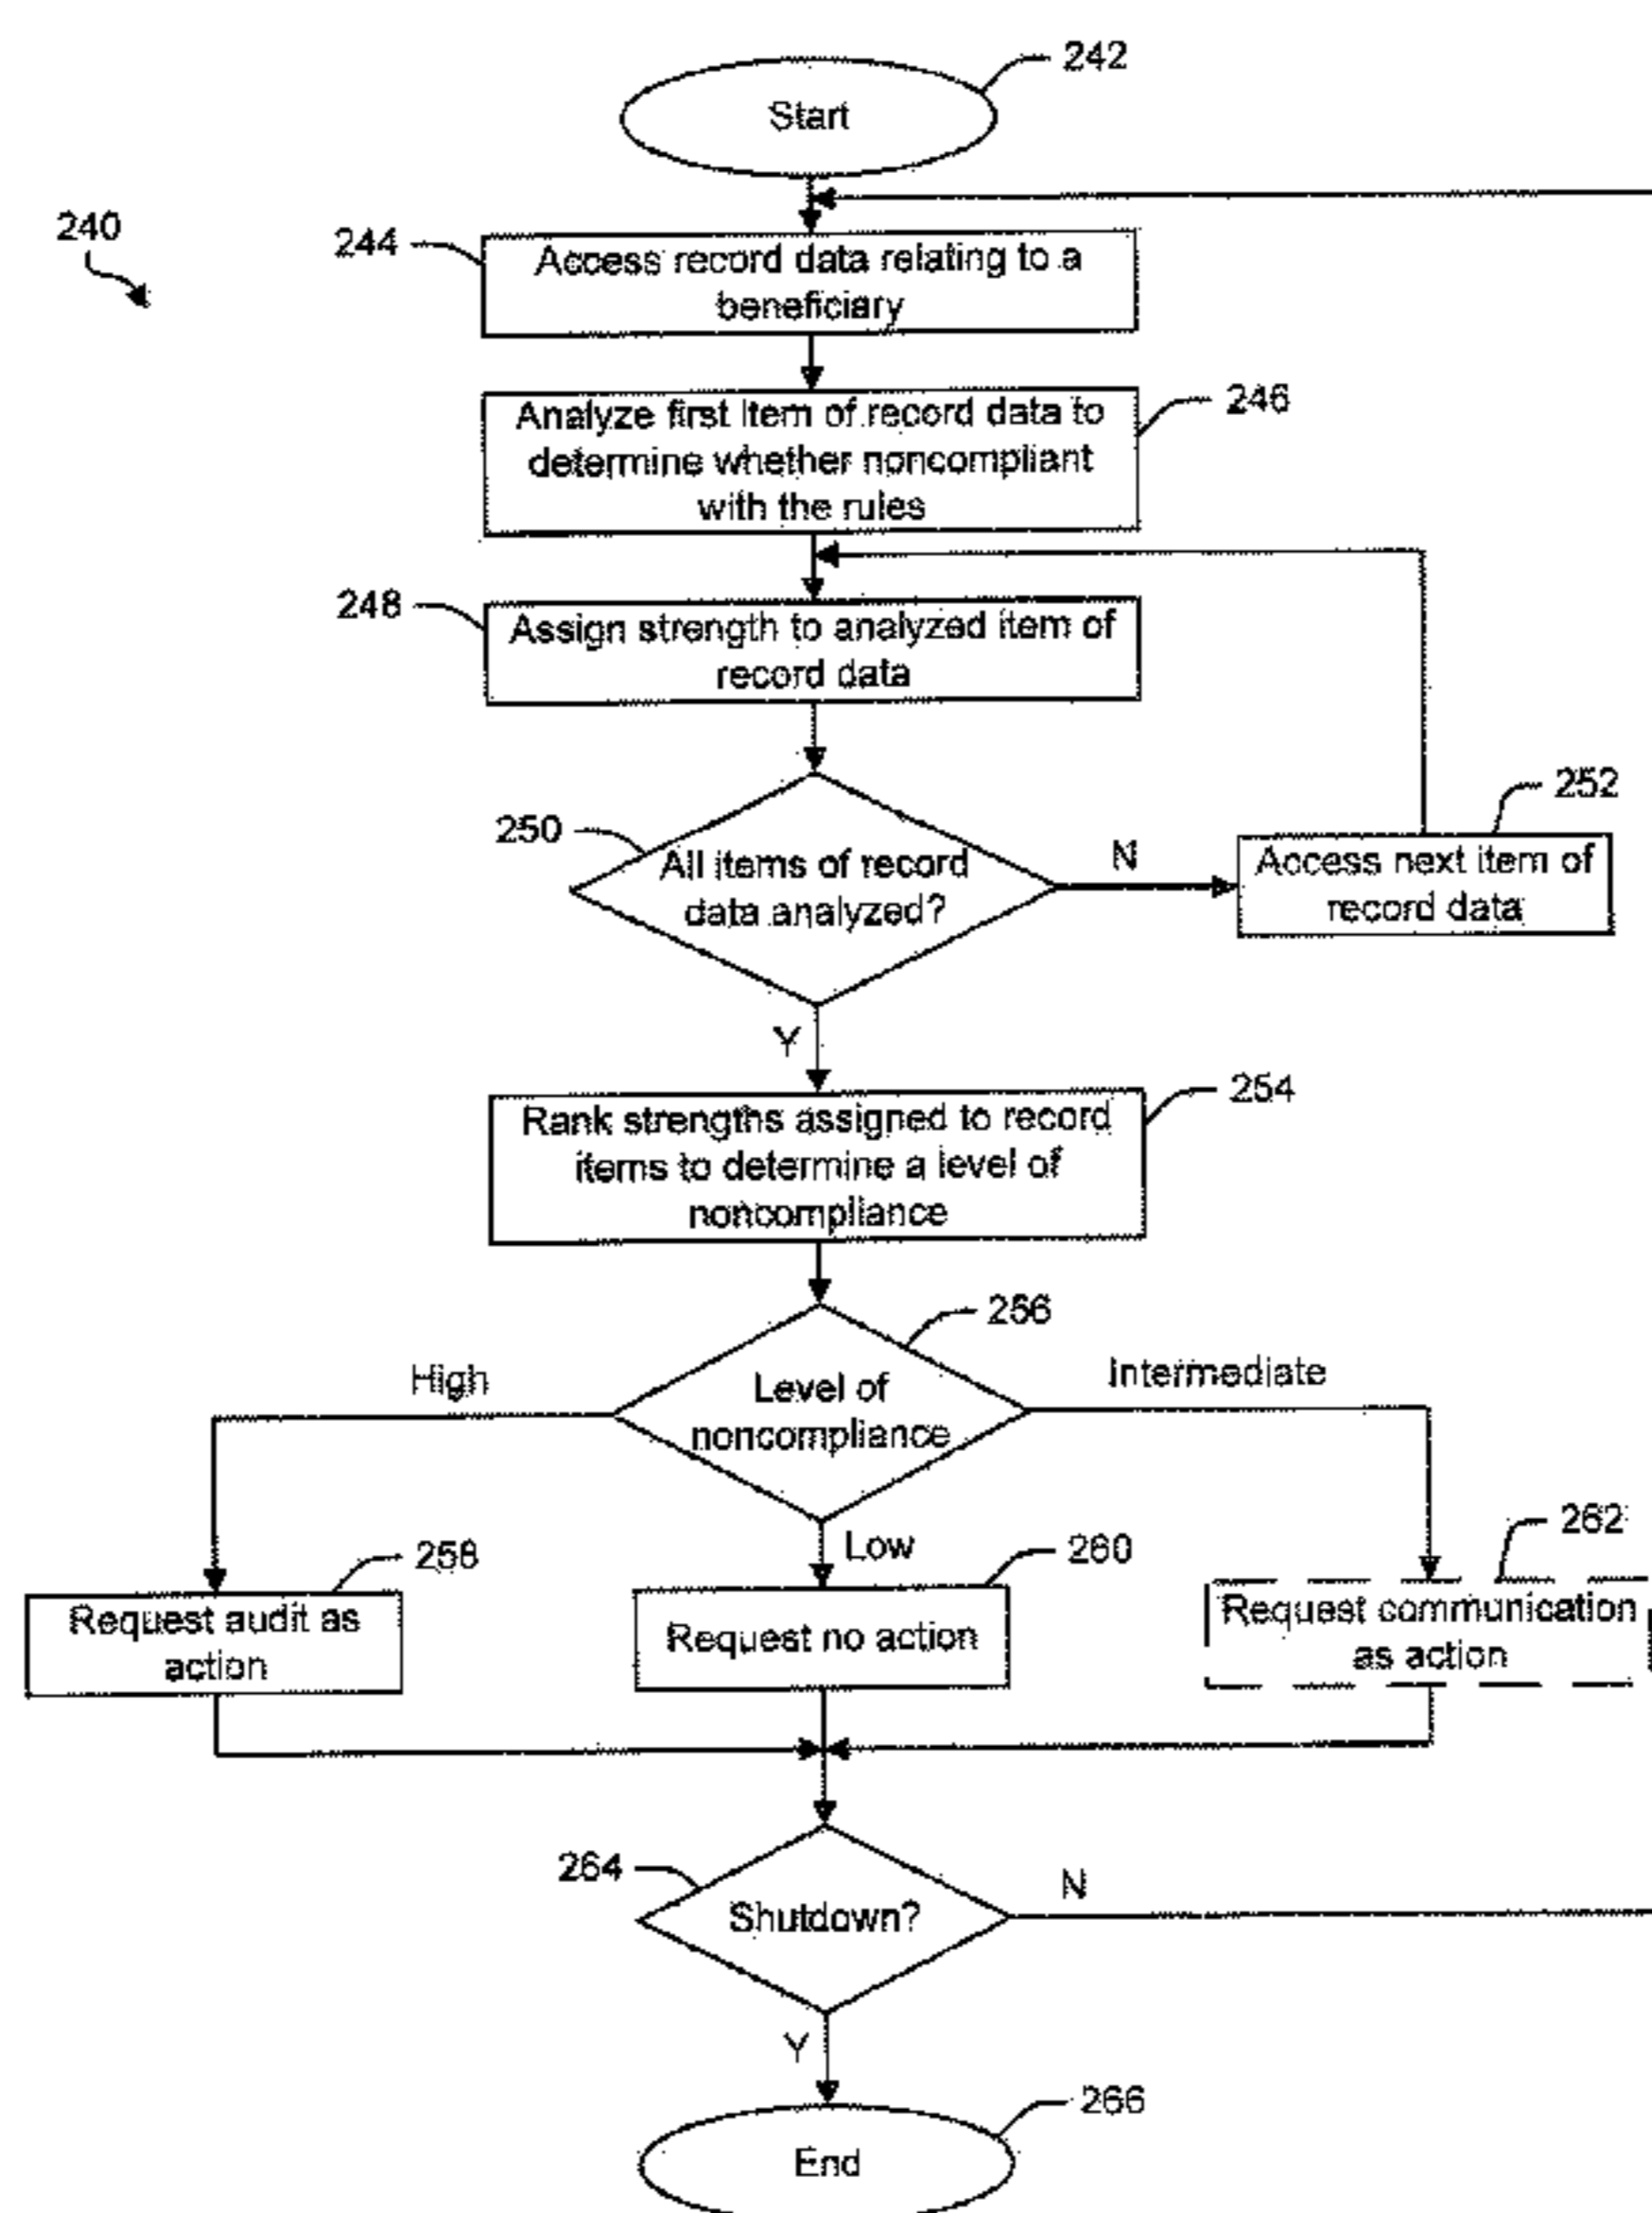 242
Start
240
244
Access record data relating to a
beneficiary
246
Analyze first item of record data to
determine whether noncompliant
with the rules
248
Assign strength to analyzed item of
record data
250
All items of record
data analyzed?
N
252
Access next item of
record data
Y
254
Rank strengths assigned to record
items to determine a level of
noncompliance
256
High
Level of
noncompliance
Intermediate
258
Request audit as
action
Low
260
Request no action
262
Request communication
as action
264
Shutdown?
N
Y
266
End